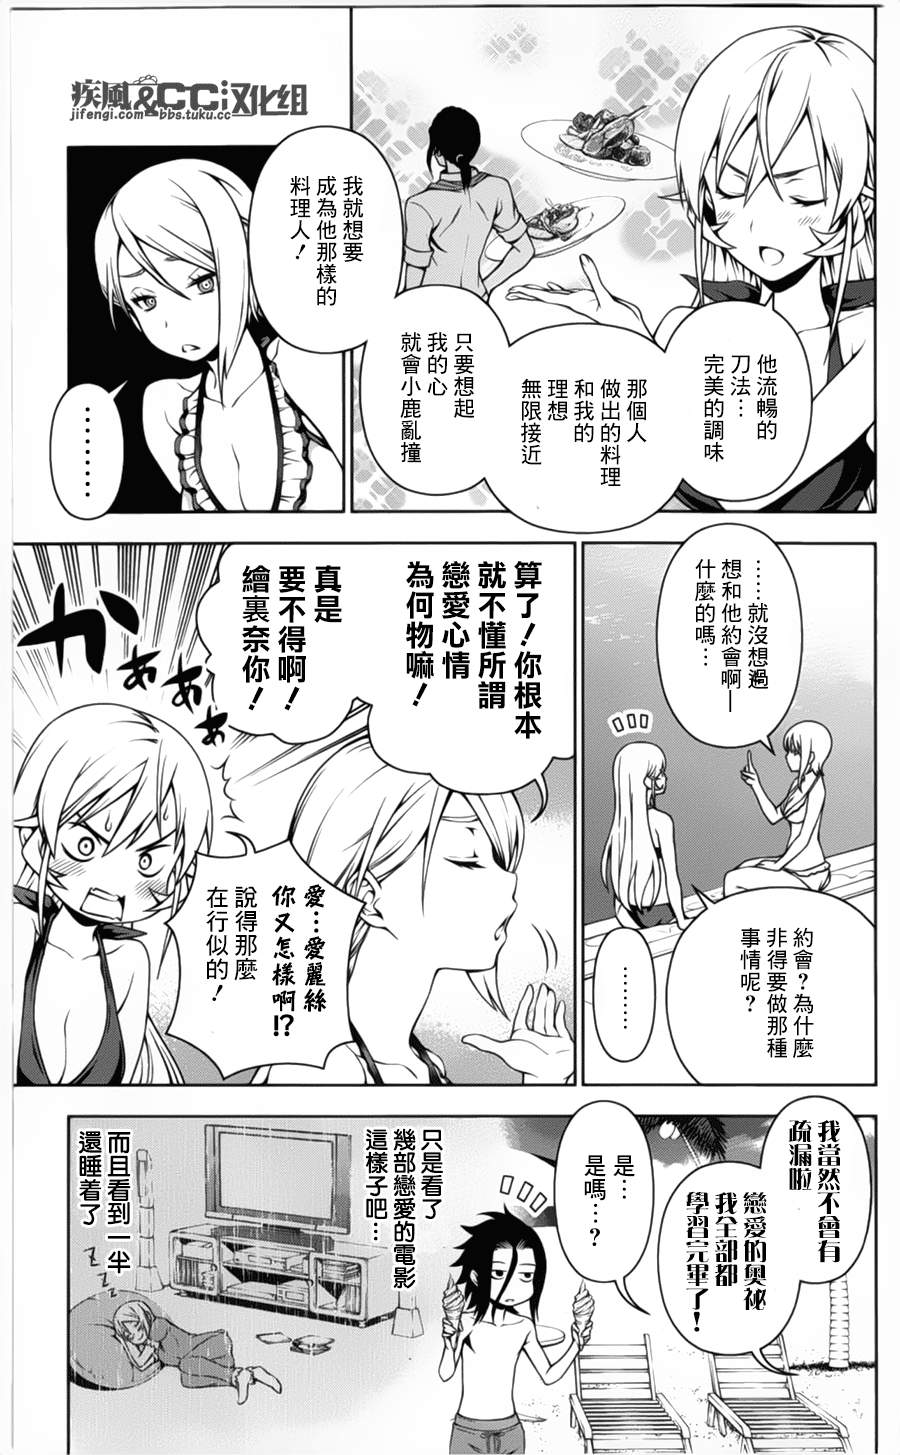 疾風&CC汉化组
jifengi.com bbs.tuku.cc
他流暢的
刀法…
完美的調味
那個人
做出的料理
和我的
理想
無限接近
只要想起
我的心
就會小鹿亂撞
我就想要
成為他那樣的
料理人！
………
……就沒想過
想和他約會啊—
什麼的嗎…
約會？為什麼
非得要做那種
事情呢？
………
算了！你根本
就不懂所謂
戀愛心情
為何物嘛！
真是
要不得啊！
繪裏奈你！
かぁぁぁ
愛…愛麗絲
你又怎樣啊!?
說得那麼
在行似的！
我當然不會有
疏漏啦
戀愛的奧祕
我全部都
學習完畢了！
是…
是嗎…？
只是看了
幾部戀愛的電影
這樣子吧…
而且看到一半
還睡着了
z z z